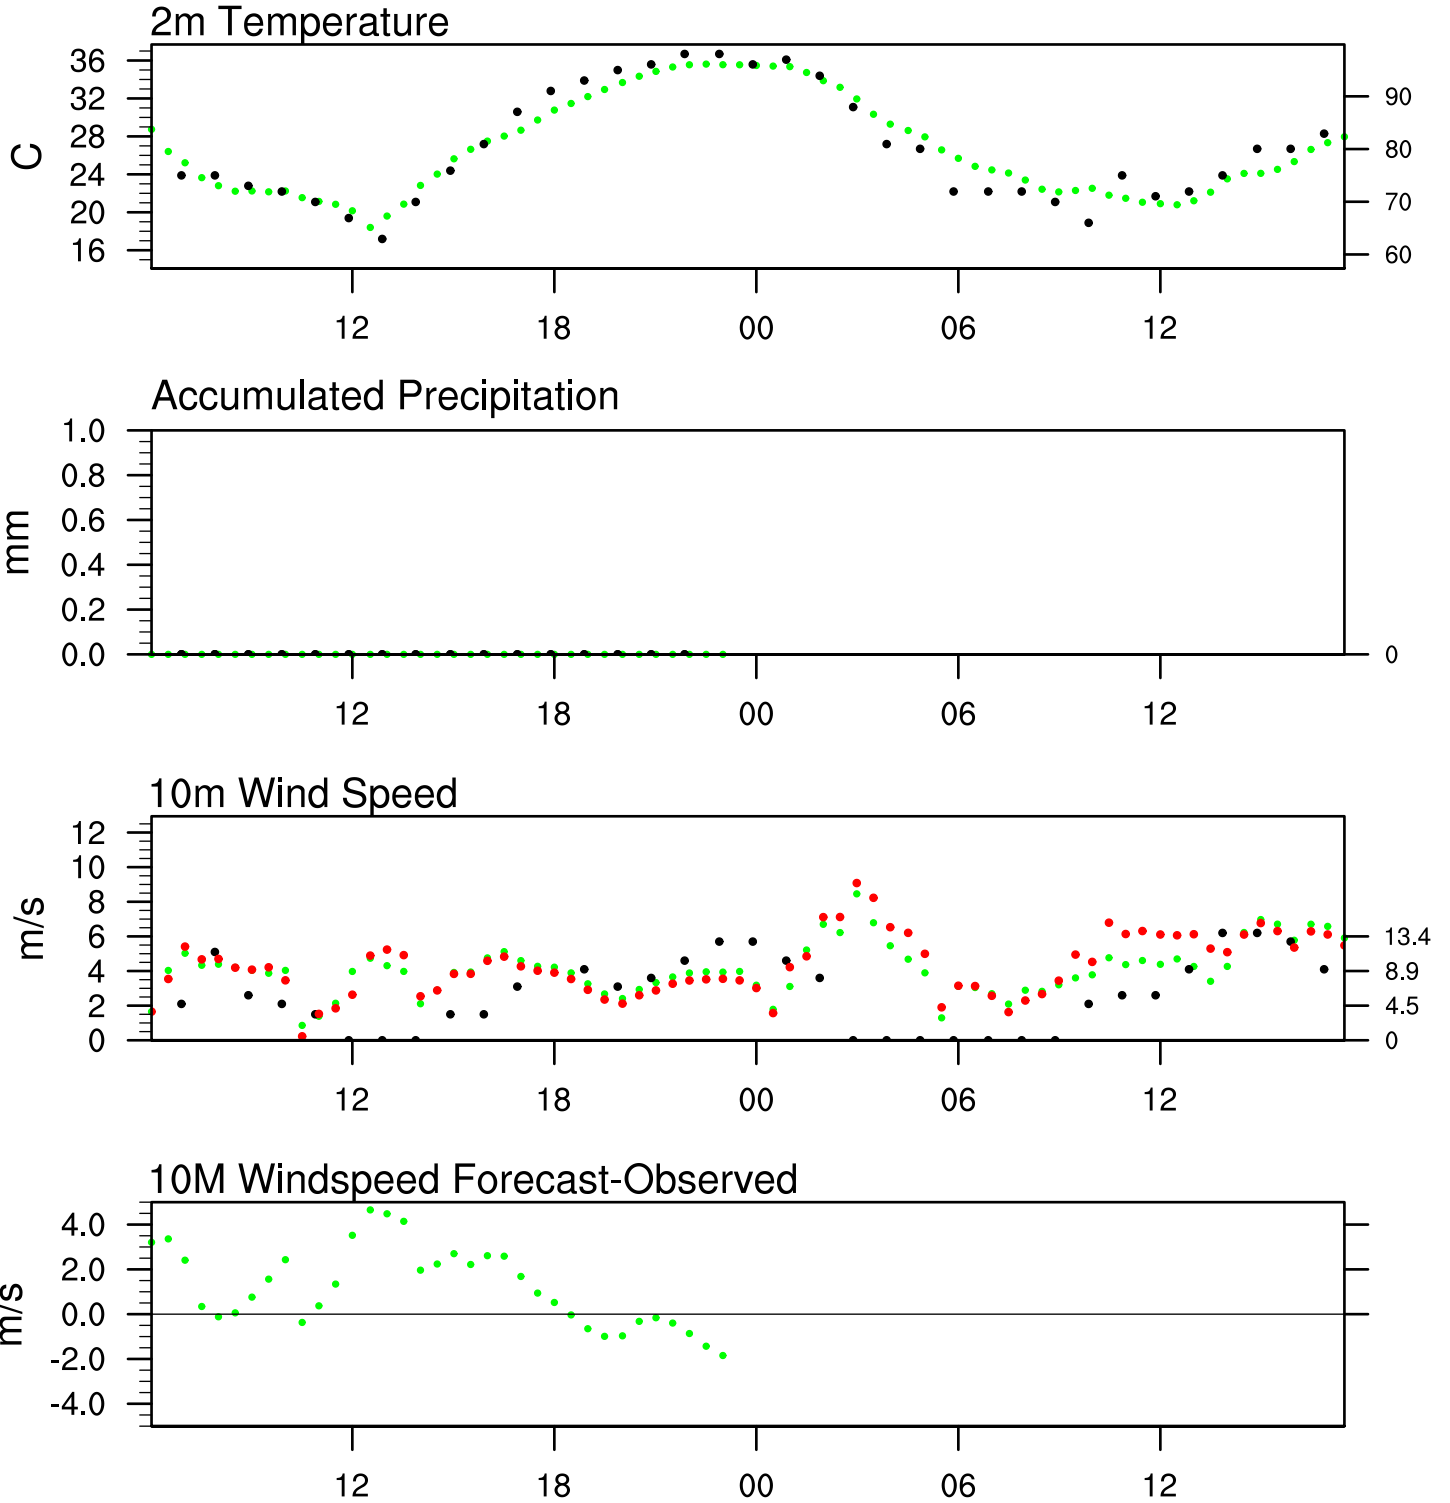 2m Temperature
36
32
28
24
20
16
C
90
80
70
60
12 18 00 06 12
Accumulated Precipitation
1.0
0.8
0.6
0.4
0.2
0.0
mm
0
12 18 00 06 12
10m Wind Speed
12
10
8
6
4
2
0
m/s
13.4
8.9
4.5
0
12 18 00 06 12
10M Windspeed Forecast-Observed
4.0
2.0
0.0
-2.0
-4.0
m/s
12 18 00 06 12